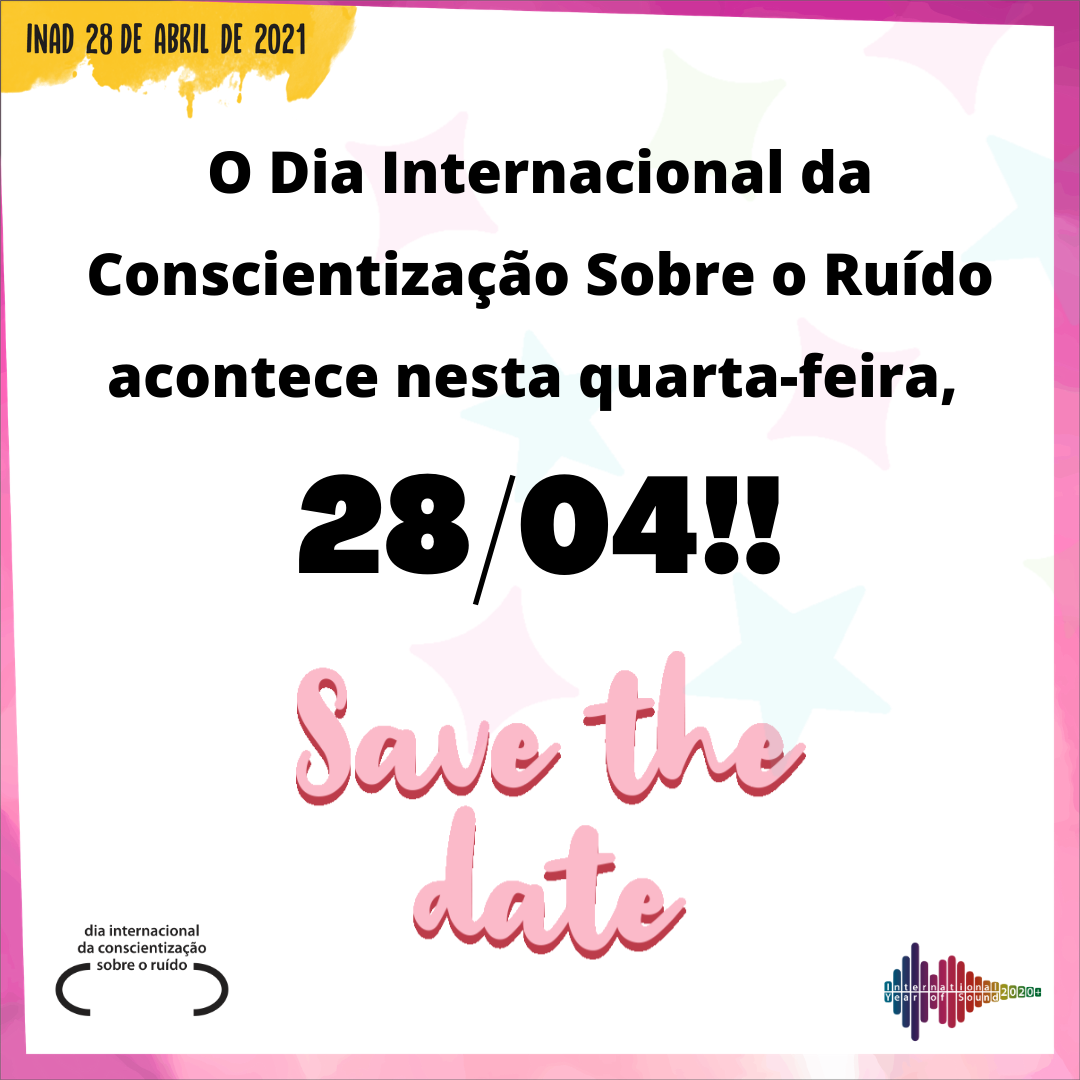 INAD 28 DE ABRIL DE 2021
O Dia Internacional da
Conscientização Sobre o Ruído
acontece nesta quarta-feira,
28/04!!
Save the
date
dia internacional
da conscientização
sobre o ruído
International
Year of Sound 2020+